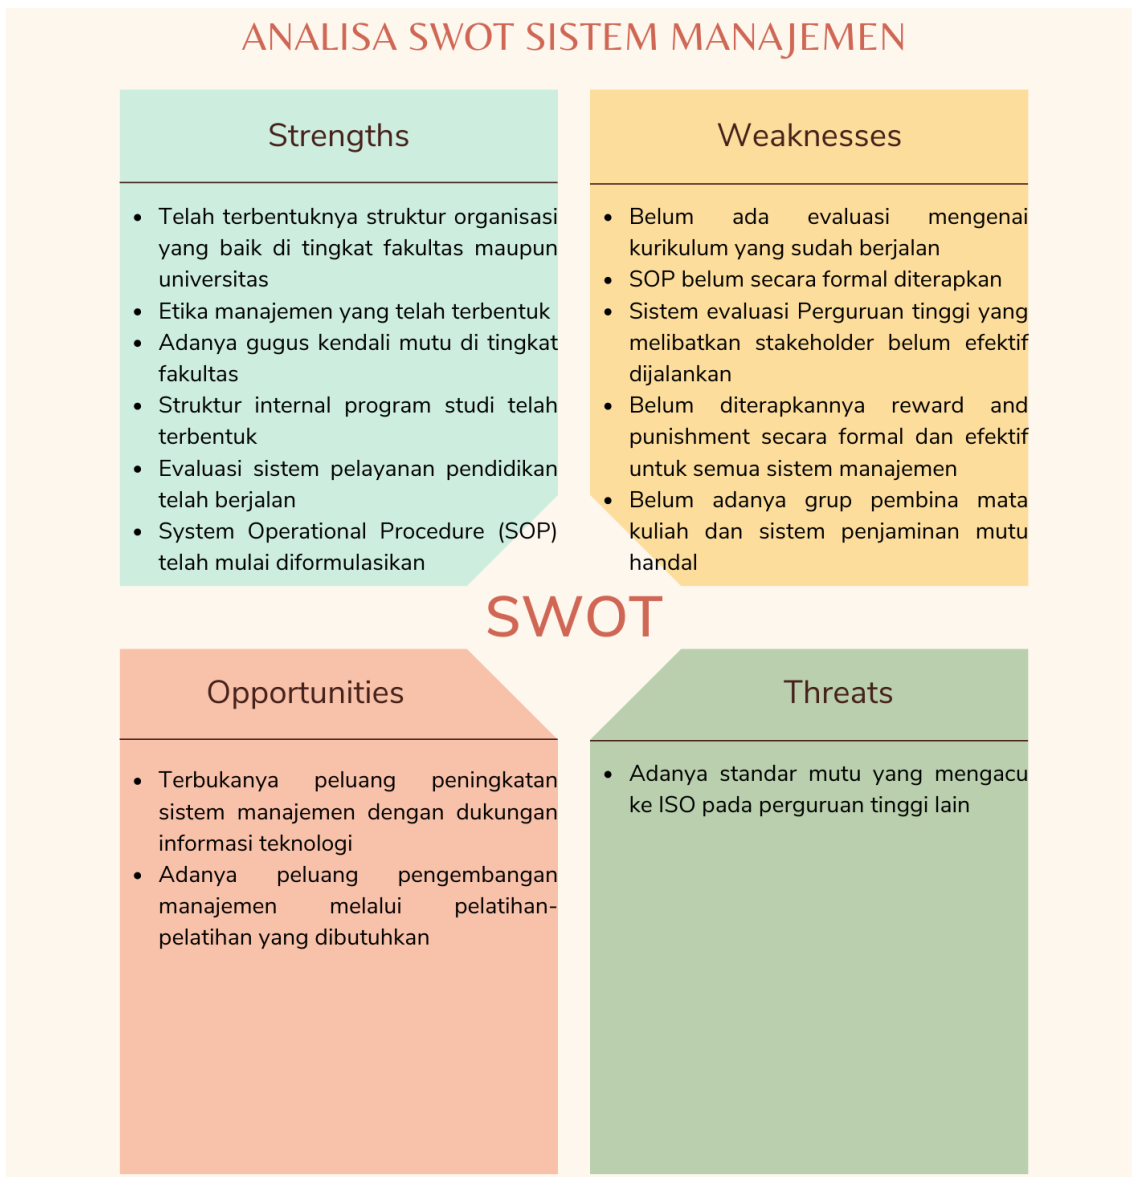 ANALISA SWOT SISTEM MANAJEMEN
Strengths
• Telah terbentuknya struktur organisasi
yang baik di tingkat fakultas maupun
universitas
• Etika manajemen yang telah terbentuk
• Adanya gugus kendali mutu di tingkat
fakultas
• Struktur internal program studi telah
terbentuk
• Evaluasi sistem pelayanan pendidikan
telah berjalan
• System Operational Procedure (SOP)
telah mulai diformulasikan
Weaknesses
• Belum ada evaluasi mengenai
kurikulum yang sudah berjalan
• SOP belum secara formal diterapkan
• Sistem evaluasi Perguruan tinggi yang
melibatkan stakeholder belum efektif
dijalankan
• Belum diterapkannya reward and
punishment secara formal dan efektif
untuk semua sistem manajemen
• Belum adanya grup pembina mata
kuliah dan sistem penjaminan mutu
handal
SWOT
Opportunities
• Terbukanya peluang peningkatan
sistem manajemen dengan dukungan
informasi teknologi
• Adanya peluang pengembangan
manajemen melalui pelatihan-
pelatihan yang dibutuhkan
Threats
• Adanya standar mutu yang mengacu
ke ISO pada perguruan tinggi lain